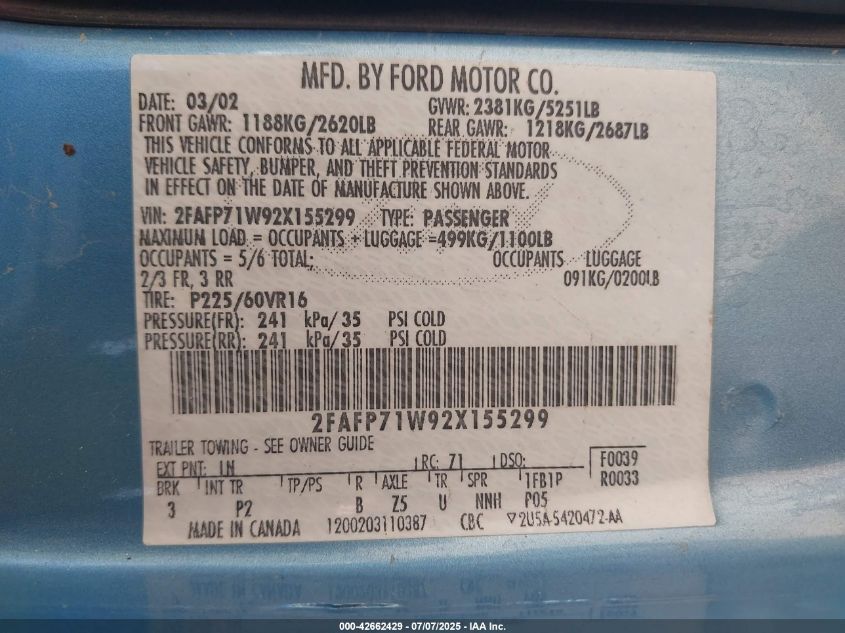 MFD. BY FORD MOTOR CO.
DATE: 03/02 GVWR: 2381KG/5251LB
FRONT GAWR: 1188KG/2620LB REAR GAWR: 1218KG/2687LB
THIS VEHICLE CONFORMS TO ALL APPLICABLE FEDERAL MOTOR
VEHICLE SAFETY, BUMPER, AND THEFT PREVENTION STANDARDS
IN EFFECT ON THE DATE OF MANUFACTURE SHOWN ABOVE.
VIN: 2FAFP71W92X155299 TYPE: PASSENGER
MAXIMUM LOAD = OCCUPANTS + LUGGAGE =499KG/1100LB
OCCUPANTS = 5/6 TOTAL: OCCUPANTS LUGGAGE
2/3 FR, 3 RR 091KG/0200LB
TIRE: P225/60VR16
PRESSURE(FR): 241 kPa/35 PSI COLD
PRESSURE(RR): 241 kPa/35 PSI COLD
2FAFP71W92X155299
TRAILER TOWING - SEE OWNER GUIDE
EXT PNT: LN RC: 71 DSO: F0039
BRK INT TR TP/PS R AXLE TR SPR 1FB1P R0033
3 P2 B Z5 U NNH P05
MADE IN CANADA 1200203110387 CBC ▽2U5A-5420472-AA
000-42662429 - 07/07/2025 - IAA Inc.